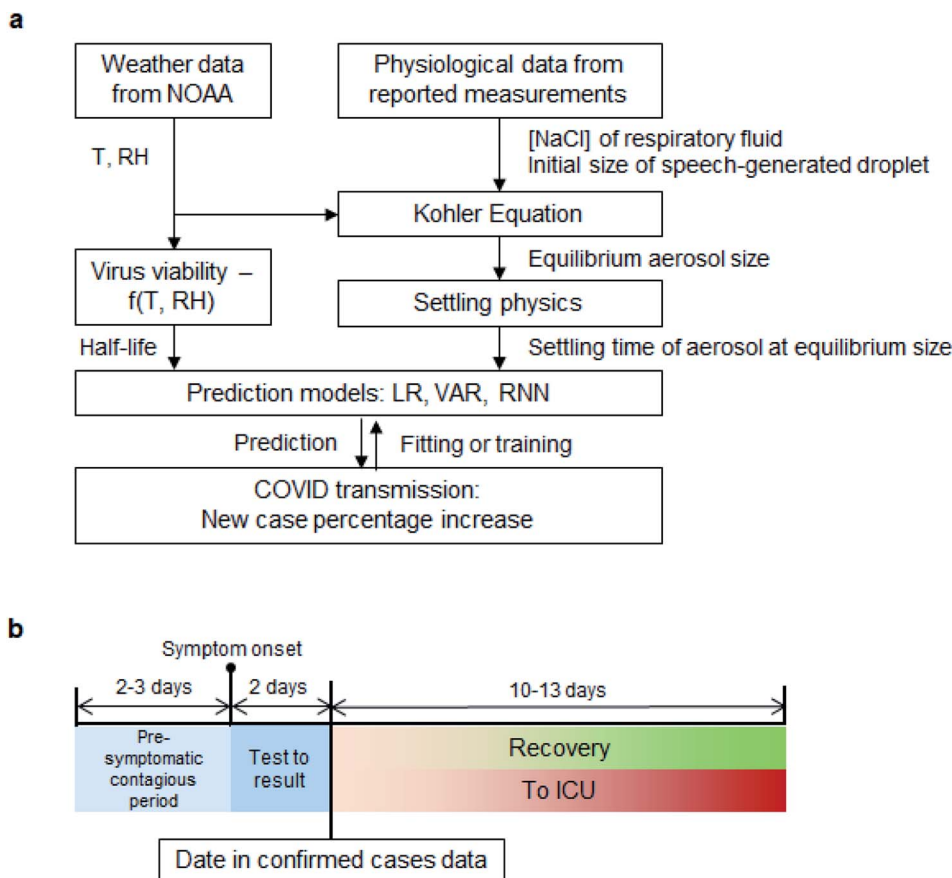 a
Weather data
from NOAA
Physiological data from
reported measurements
T, RH
[NaCl] of respiratory fluid
Initial size of speech-generated droplet
Kohler Equation
Equilibrium aerosol size
Virus viability –
f(T, RH)
Settling physics
Half-life
Settling time of aerosol at equilibrium size
Prediction models: LR, VAR, RNN
Prediction
Fitting or training
COVID transmission:
New case percentage increase
b
Symptom onset
2-3 days
2 days
10-13 days
Pre-
symptomatic
contagious
period
Test to
result
Recovery
To ICU
Date in confirmed cases data